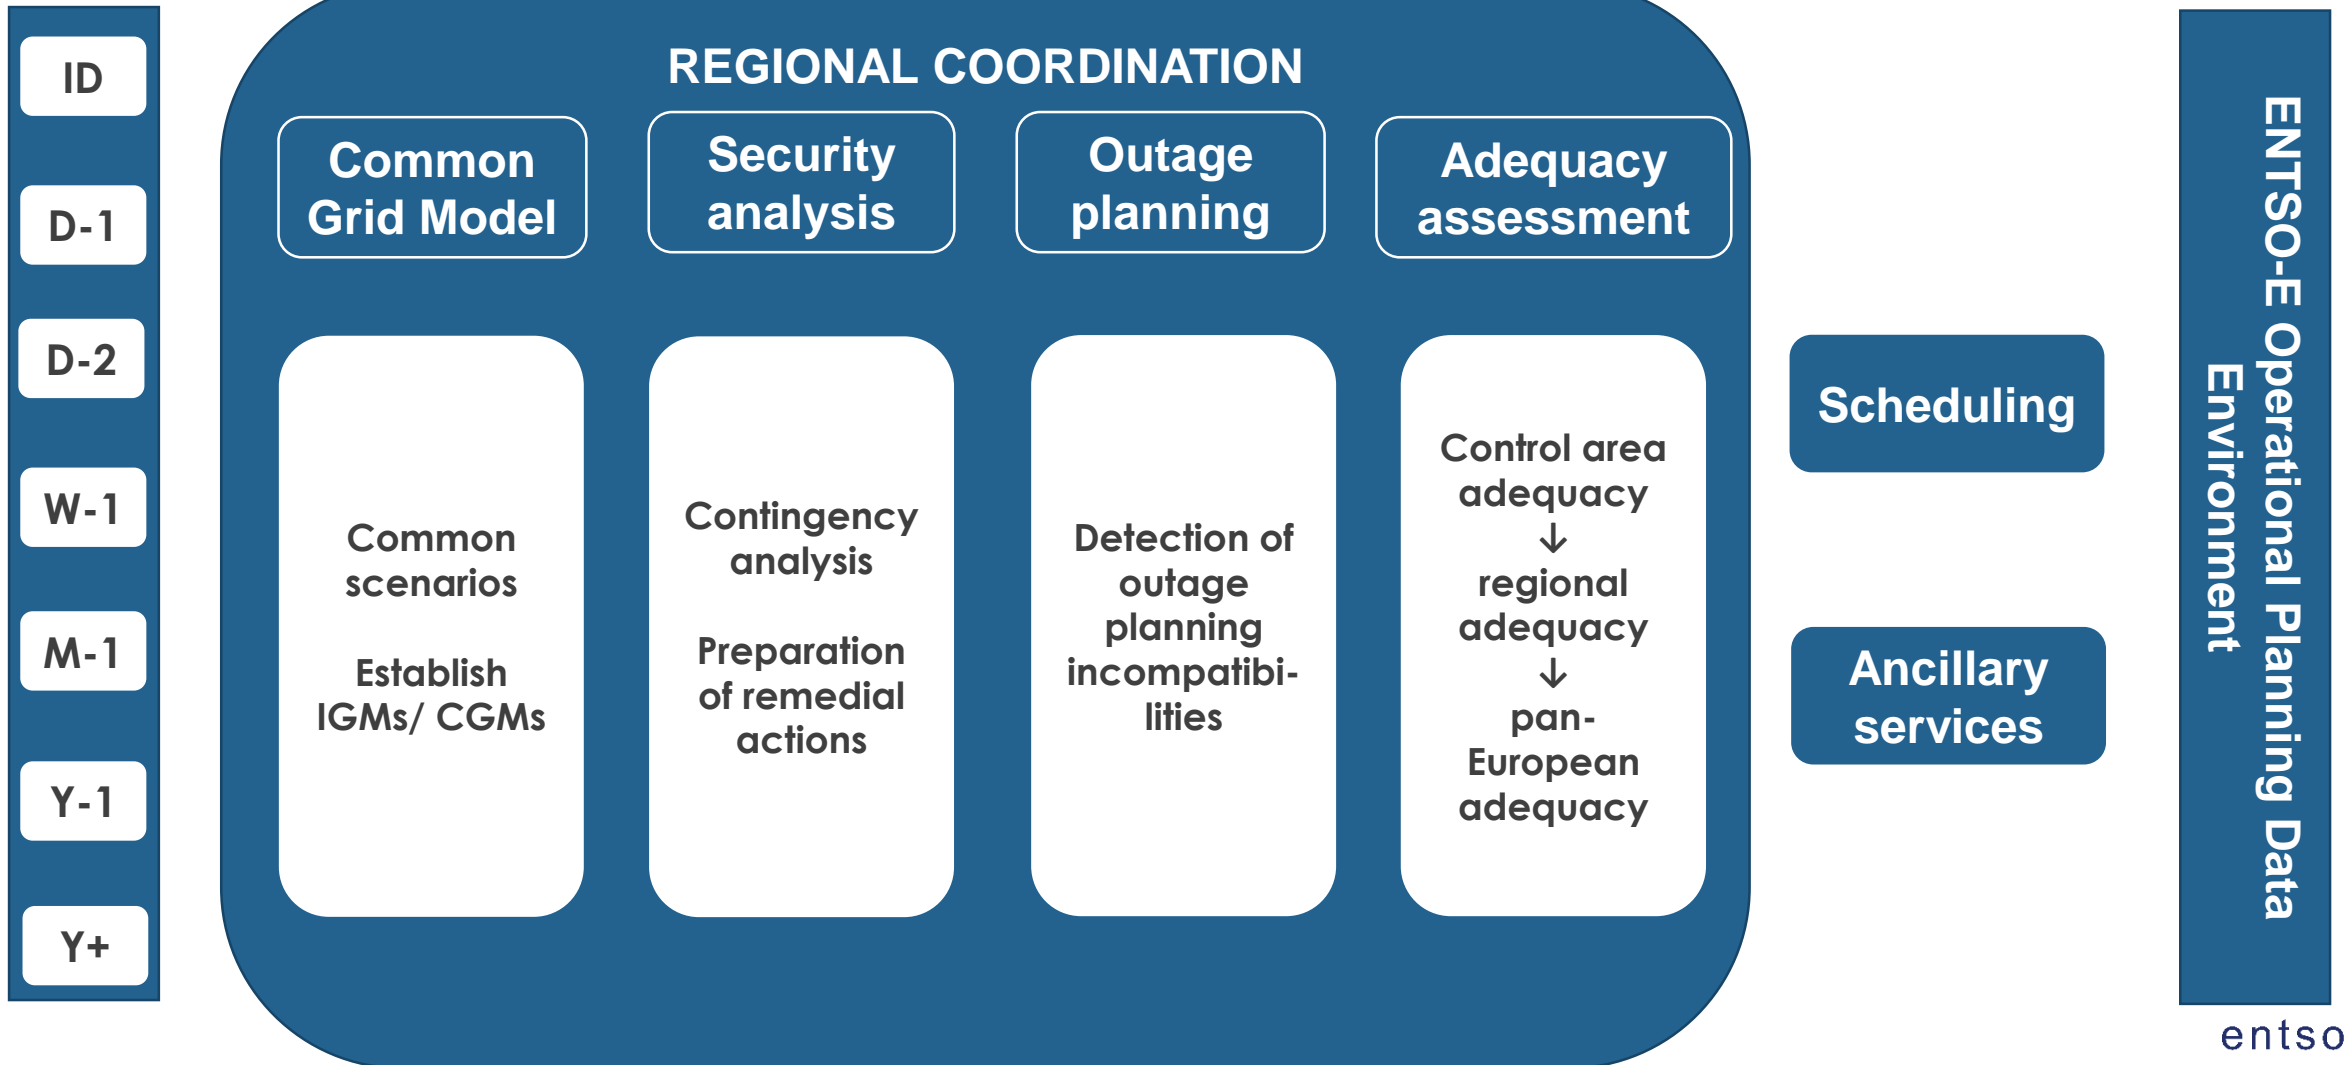 ID
D-1
D-2
W-1
M-1
Y-1
Y+
REGIONAL COORDINATION
Common
Grid Model
Security
analysis
Outage
planning
Adequacy
assessment
Common
scenarios
Establish
IGMs/ CGMs
Contingency
analysis
Preparation
of remedial
actions
Detection of
outage
planning
incompatibi-
lities
Control area
adequacy
↓
regional
adequacy
↓
pan-
European
adequacy
Scheduling
Ancillary
services
ENTSO-E Operational Planning Data
Environment
entso